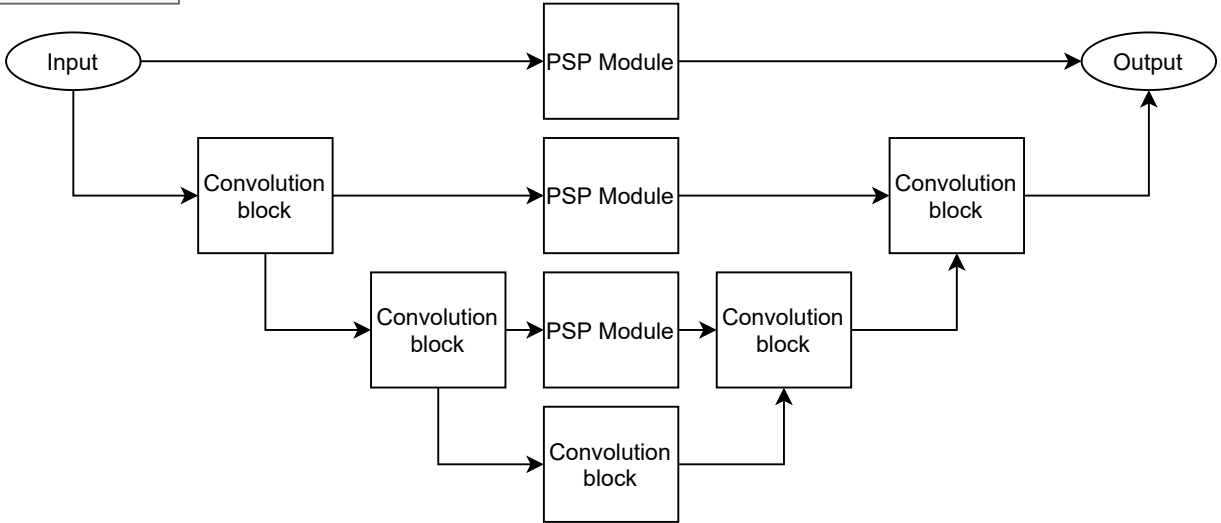 Input
PSP Module
Output
Convolution
block
PSP Module
Convolution
block
Convolution
block
PSP Module
Convolution
block
Convolution
block